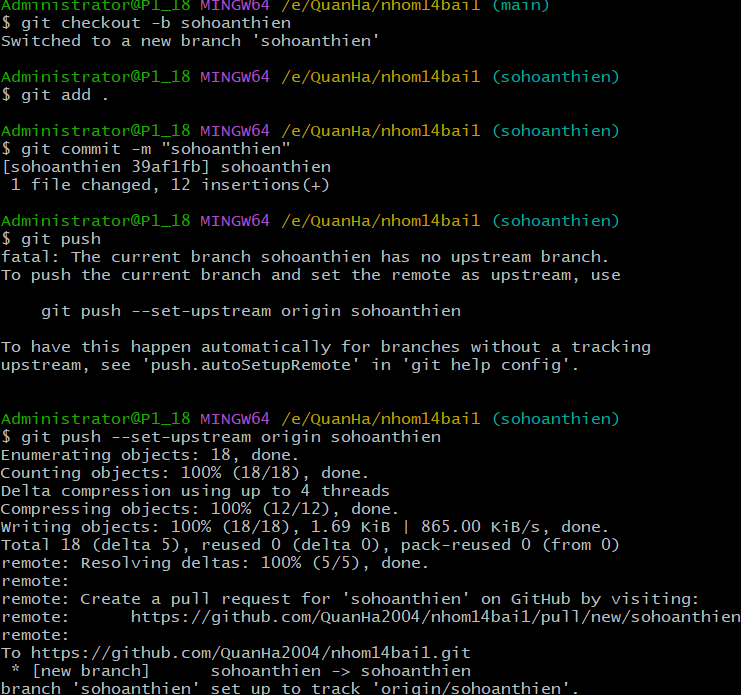 Administrator@P1_18 MINGW64 /e/QuanHa/nhom14bai1 (main)
$ git checkout -b sohoanthien
Switched to a new branch 'sohoanthien'

Administrator@P1_18 MINGW64 /e/QuanHa/nhom14bai1 (sohoanthien)
$ git add .

Administrator@P1_18 MINGW64 /e/QuanHa/nhom14bai1 (sohoanthien)
$ git commit -m "sohoanthien"
[sohoanthien 39af1fb] sohoanthien
 1 file changed, 12 insertions(+)

Administrator@P1_18 MINGW64 /e/QuanHa/nhom14bai1 (sohoanthien)
$ git push
fatal: The current branch sohoanthien has no upstream branch.
To push the current branch and set the remote as upstream, use

    git push --set-upstream origin sohoanthien

To have this happen automatically for branches without a tracking
upstream, see 'push.autoSetupRemote' in 'git help config'.


Administrator@P1_18 MINGW64 /e/QuanHa/nhom14bai1 (sohoanthien)
$ git push --set-upstream origin sohoanthien
Enumerating objects: 18, done.
Counting objects: 100% (18/18), done.
Delta compression using up to 4 threads
Compressing objects: 100% (12/12), done.
Writing objects: 100% (18/18), 1.69 KiB | 865.00 KiB/s, done.
Total 18 (delta 5), reused 0 (delta 0), pack-reused 0 (from 0)
remote: Resolving deltas: 100% (5/5), done.
remote:
remote: Create a pull request for 'sohoanthien' on GitHub by visiting:
remote:      https://github.com/QuanHa2004/nhom14bai1/pull/new/sohoanthien
remote:
To https://github.com/QuanHa2004/nhom14bai1.git
 * [new branch]      sohoanthien -> sohoanthien
branch 'sohoanthien' set up to track 'origin/sohoanthien'.